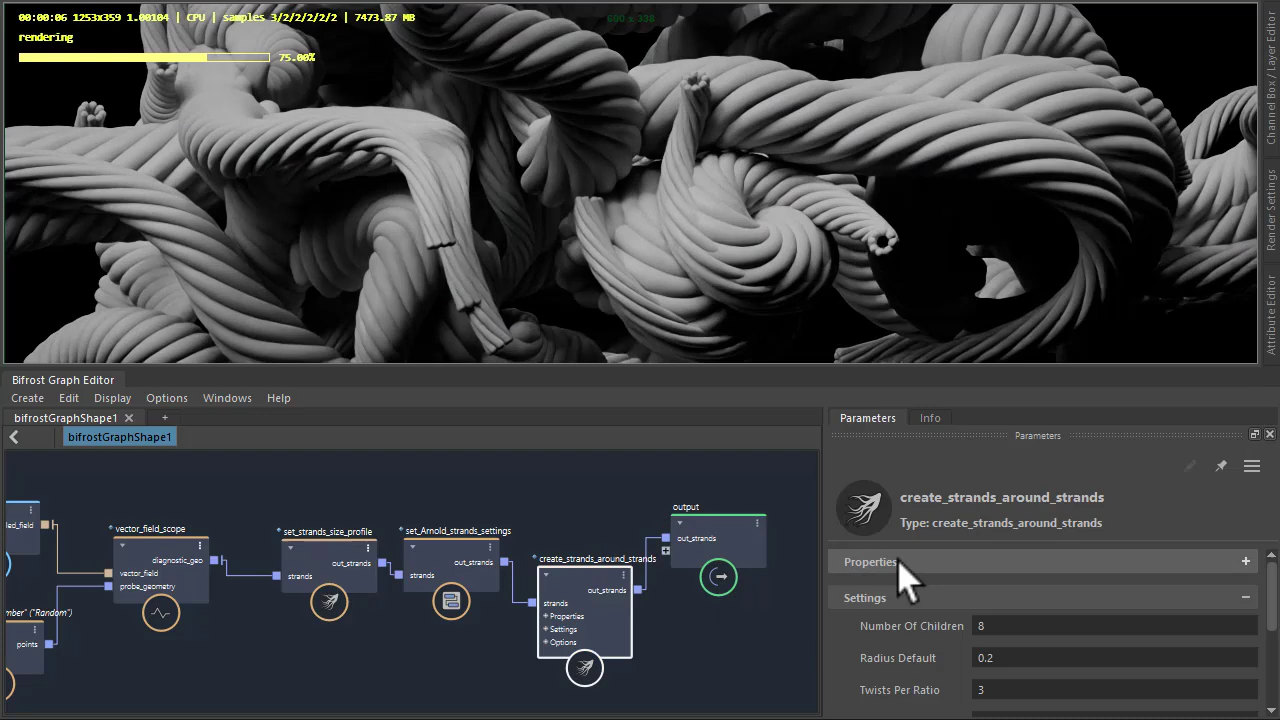 00:00:06 1253x359 1.00104 | CPU | samples 3/2/2/2/2/2 | 7473.87 MB
600 x 338
rendering
75.00%
Channel Box / Layer Editor
Render Settings
Attribute Editor
Bifrost Graph Editor
Create Edit Display Options Windows Help
bifrostGraphShape1
bifrostGraphShape1
led_field
mber" ("Random")
points
vector_field_scope
diagnostic_geo
vector_field
probe_geometry
set_strands_size_profile
out_strands
strands
set_Arnold_strands_settings
out_strands
strands
create_strands_around_strands
out_strands
strands
Properties
Settings
Options
output
out_strands
Parameters Info
Parameters
create_strands_around_strands
Type: create_strands_around_strands
Properties
Settings
Number Of Children 8
Radius Default 0.2
Twists Per Ratio 3